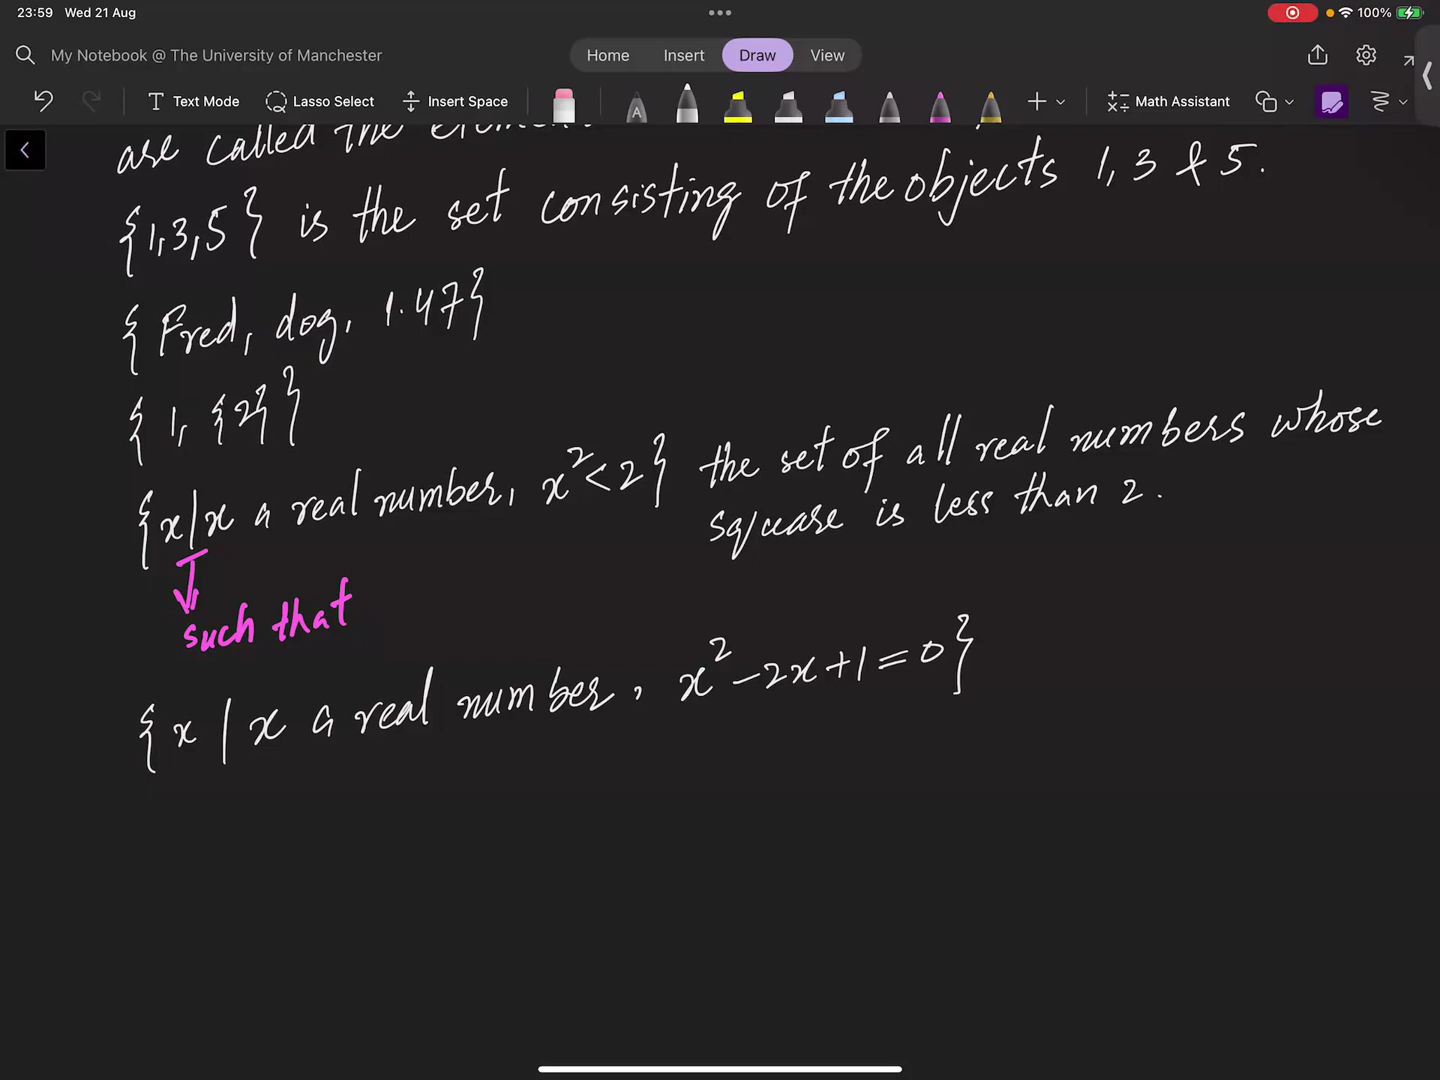 23:59 Wed 21 Aug
100%
My Notebook @ The University of Manchester
Home Insert Draw View
Text Mode Lasso Select Insert Space Math Assistant
are called the
{1,3,5} is the set consisting of the objects 1, 3 & 5.
{Fred, dog, 1.47}
{1, {2}}
{x|x a real number, x²<2} the set of all real numbers whose
square is less than 2.
such that
{x | x a real number, x²-2x+1=0}